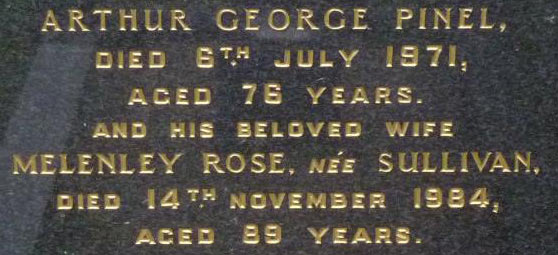 ARTHUR GEORGE PINEL,
DIED 6TH JULY 1971,
AGED 76 YEARS.
AND HIS BELOVED WIFE
MELENLEY ROSE, NÉE SULLIVAN,
DIED 14TH NOVEMBER 1984,
AGED 89 YEARS.